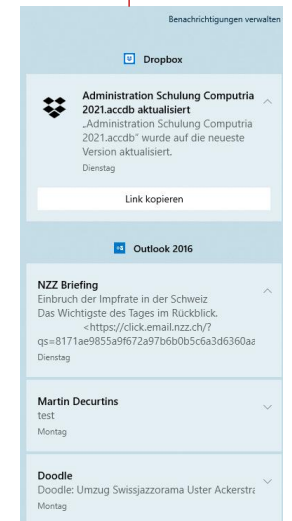 Benachrichtigungen verwalten
Dropbox
Administration Schulung Computria
2021.accdb aktualisiert
„Administration Schulung Computria
2021.accdb" wurde auf die neueste
Version aktualisiert.
Dienstag
Link kopieren
Outlook 2016
NZZ Briefing
Einbruch der Impfrate in der Schweiz
Das Wichtigste des Tages im Rückblick.
<https://click.email.nzz.ch/?
qs=8171ae9855a9f672a97b6b0b5c6a3d6360aa
Dienstag
Martin Decurtins
test
Montag
Doodle
Doodle: Umzug Swissjazzorama Uster Ackerstra
Montag